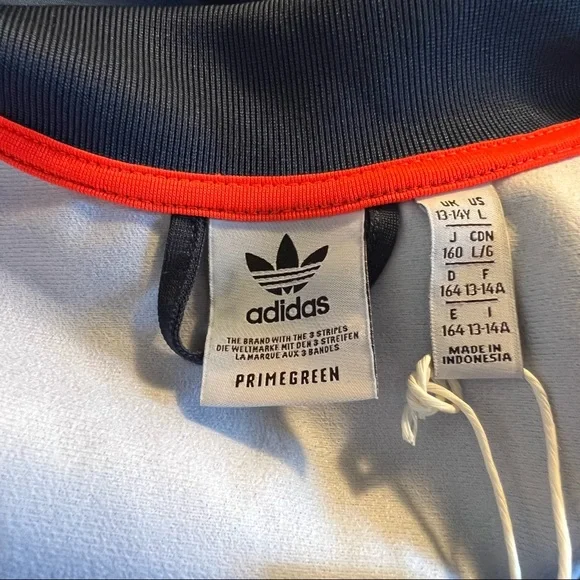 adidas
THE BRAND WITH THE 3 STRIPES
DIE WELTMARKE MIT DEN 3 STREIFEN
LA MARQUE AUX 3 BANDES
PRIMEGREEN
UK US
13-14Y L
J CDN
160 L/G
D F
164 13-14A
E I
164 13-14A
MADE IN
INDONESIA